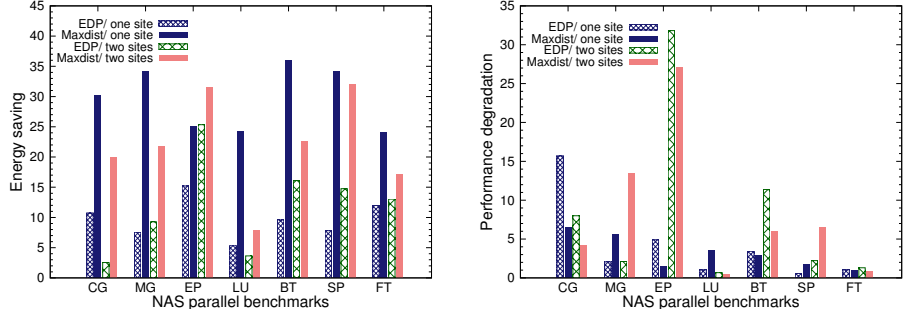 45
40
35
30
25
20
15
10
5
0
Energy saving
EDP/ one site
Maxdist/ one site
EDP/ two sites
Maxdist/ two sites
CG MG EP LU BT SP FT
NAS parallel benchmarks
35
30
25
20
15
10
5
0
Performance degradation
EDP/ one site
Maxdist/ one site
EDP/ two sites
Maxdist/ two sites
CG MG EP LU BT SP FT
NAS parallel benchmarks